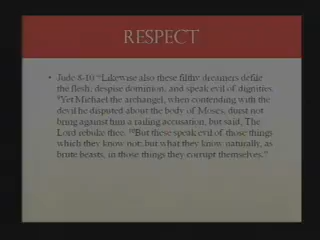 RESPECT
• Jude 8-10 "Likewise also these filthy dreamers defile
the flesh, despise dominion, and speak evil of dignities.
⁹Yet Michael the archangel, when contending with the
devil he disputed about the body of Moses, durst not
bring against him a railing accusation, but said, The
Lord rebuke thee. ¹⁰But these speak evil of those things
which they know not: but what they know naturally, as
brute beasts, in those things they corrupt themselves."